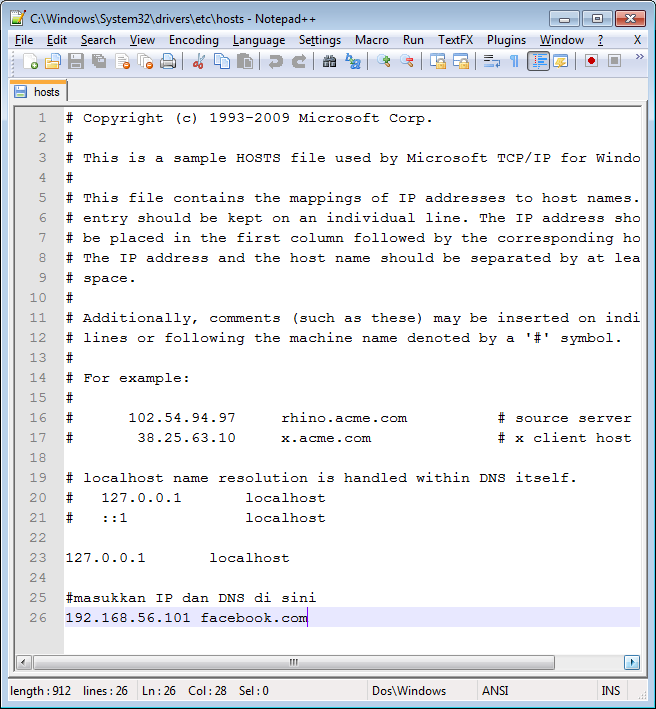 C:\Windows\System32\drivers\etc\hosts - Notepad++
File Edit Search View Encoding Language Settings Macro Run TextFX Plugins Window ? X
hosts
1 # Copyright (c) 1993-2009 Microsoft Corp.
2 #
3 # This is a sample HOSTS file used by Microsoft TCP/IP for Windo
4 #
5 # This file contains the mappings of IP addresses to host names.
6 # entry should be kept on an individual line. The IP address sho
7 # be placed in the first column followed by the corresponding ho
8 # The IP address and the host name should be separated by at lea
9 # space.
10 #
11 # Additionally, comments (such as these) may be inserted on indi
12 # lines or following the machine name denoted by a '#' symbol.
13 #
14 # For example:
15 #
16 # 102.54.94.97 rhino.acme.com # source server
17 # 38.25.63.10 x.acme.com # x client host
18
19 # localhost name resolution is handled within DNS itself.
20 # 127.0.0.1 localhost
21 # ::1 localhost
22
23 127.0.0.1 localhost
24
25 #masukkan IP dan DNS di sini
26 192.168.56.101 facebook.com
length : 912 lines : 26 Ln : 26 Col : 28 Sel : 0 Dos\Windows ANSI INS